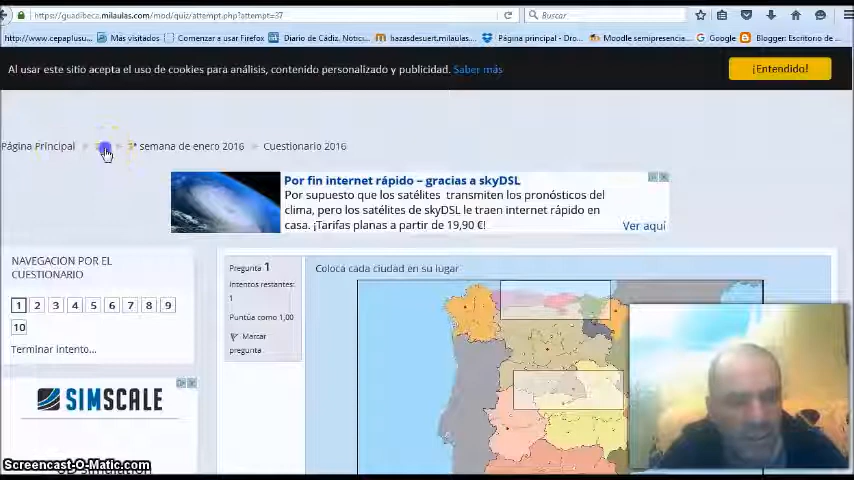 https://guadibeca.milaulas.com/mod/quiz/attempt.php?attempt=37
Buscar
http://www.cepaplus...
Más visitados
Comenzar a usar Firefox
Diario de Cádiz, Notici...
hazasdesuert.milaulas....
Página principal - Dro...
Moodle semipresencia...
Google
Blogger: Escritorio de ...
Al usar este sitio acepta el uso de cookies para análisis, contenido personalizado y publicidad. Saber más
¡Entendido!
Página Principal
3ª semana de enero 2016
Cuestionario 2016
Por fin internet rápido – gracias a skyDSL
Por supuesto que los satélites transmiten los pronósticos del
clima, pero los satélites de skyDSL le traen internet rápido en
casa. ¡Tarifas planas a partir de 19,90 €!
Ver aquí
NAVEGACION POR EL
CUESTIONARIO
1 2 3 4 5 6 7 8 9
10
Terminar intento...
Pregunta 1
Intentos restantes:
1
Puntúa como 1,00
Marcar
pregunta
Coloca cada ciudad en su lugar
SIMSCALE
Screencast-O-Matic.com